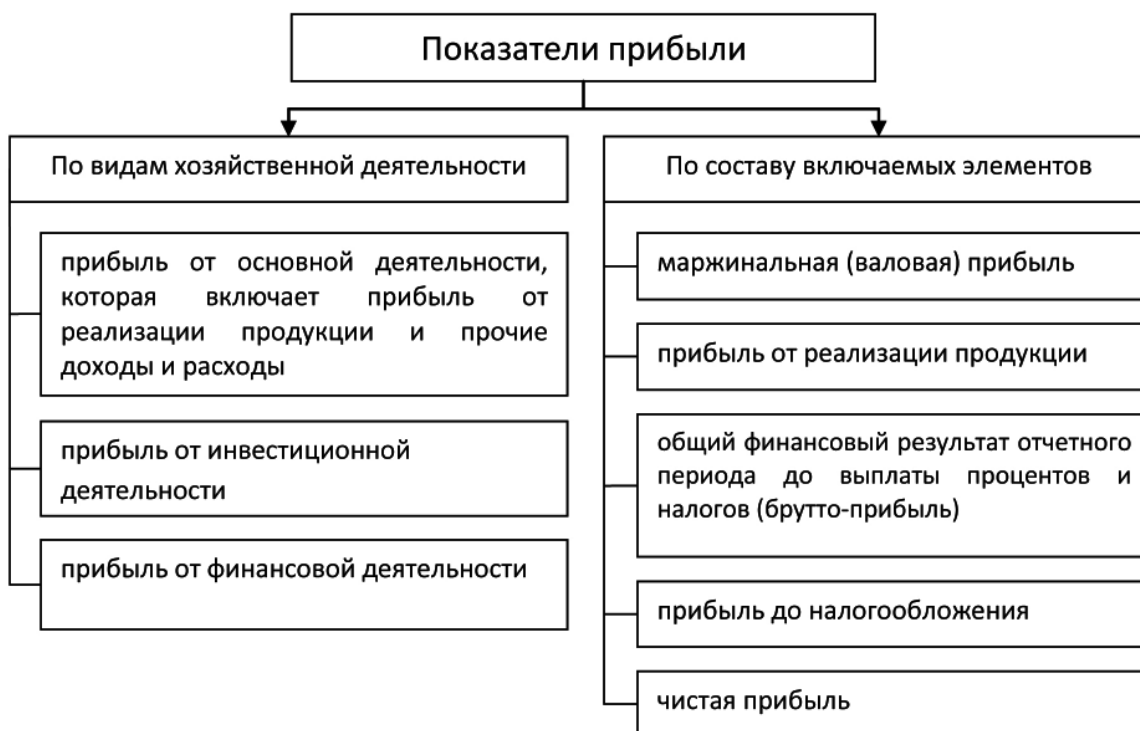 Показатели прибыли
По видам хозяйственной деятельности
прибыль от основной деятельности,
которая включает прибыль от
реализации продукции и прочие
доходы и расходы
прибыль от инвестиционной
деятельности
прибыль от финансовой деятельности
По составу включаемых элементов
маржинальная (валовая) прибыль
прибыль от реализации продукции
общий финансовый результат отчетного
периода до выплаты процентов и
налогов (брутто-прибыль)
прибыль до налогообложения
чистая прибыль